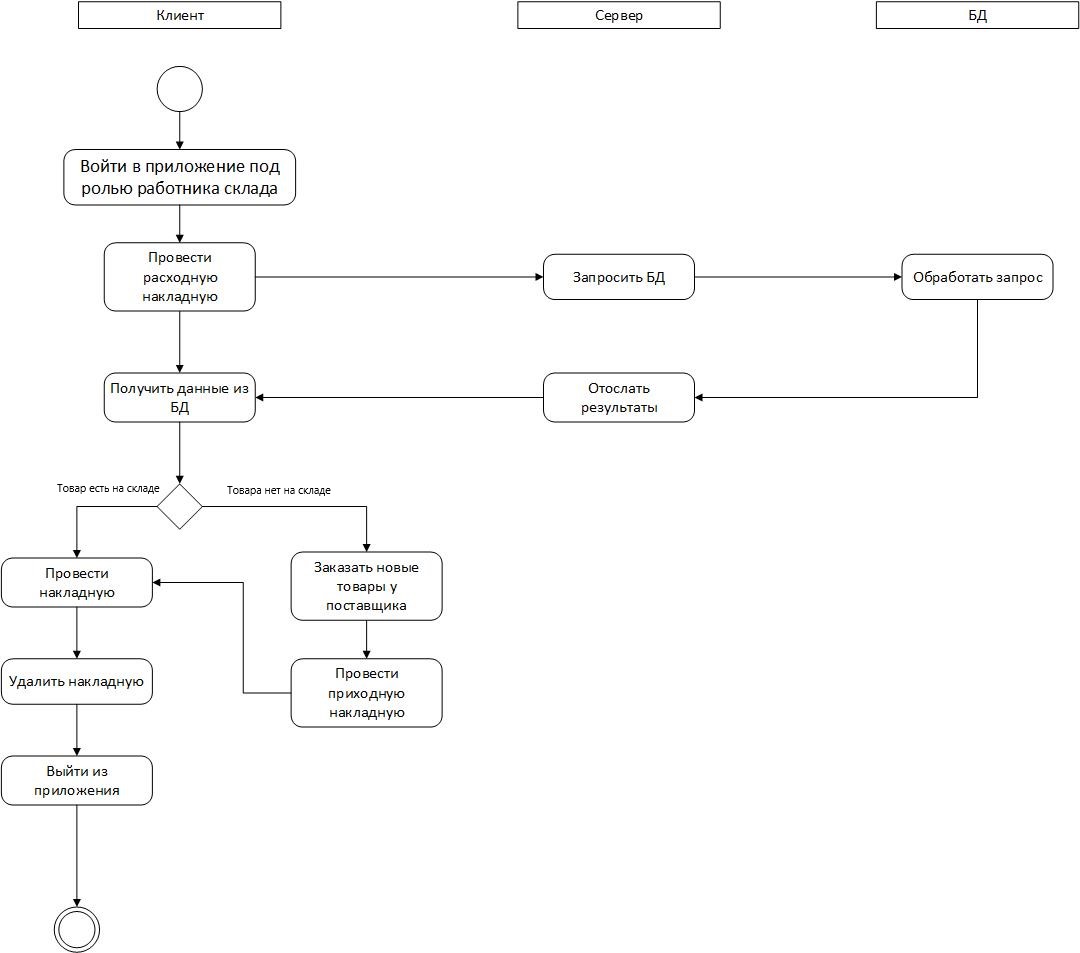 Клиент
Сервер
БД
Войти в приложение под
ролью работника склада
Провести
расходную
накладную
Запросить БД
Обработать запрос
Получить данные из
БД
Отослать
результаты
Товар есть на складе
Товара нет на складе
Провести
накладную
Заказать новые
товары у
поставщика
Удалить накладную
Провести
приходную
накладную
Выйти из
приложения